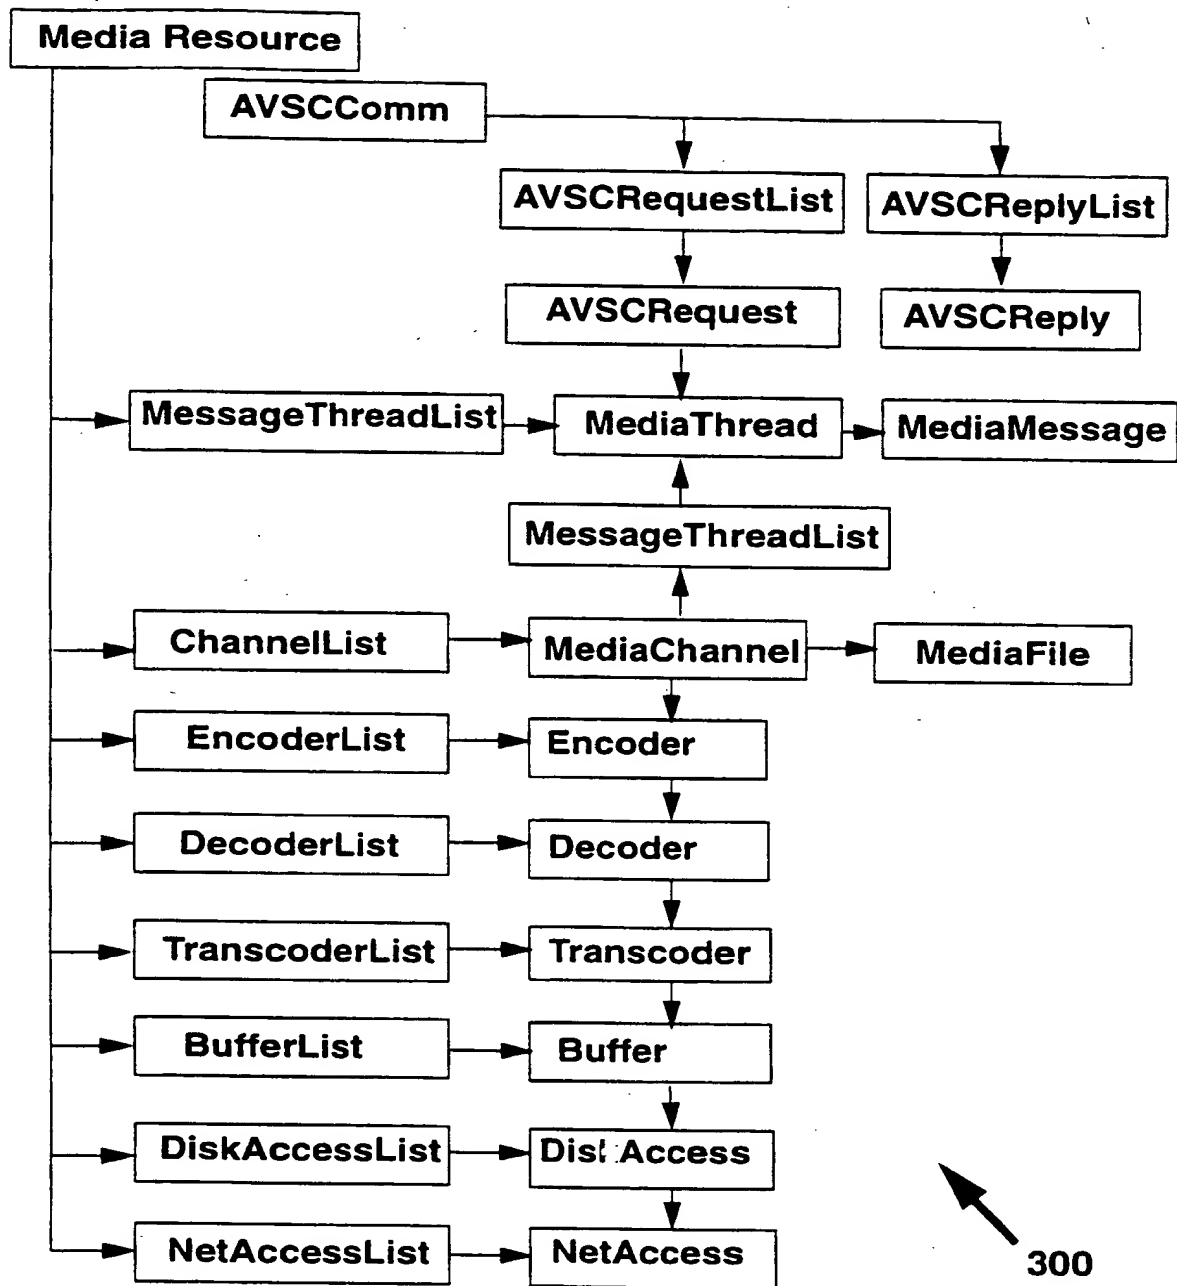 Media Resource
AVSCComm
AVSCRequestList
AVSCReplyList
AVSCRequest
AVSCReply
MessageThreadList
MediaThread
MediaMessage
MessageThreadList
ChannelList
MediaChannel
MediaFile
EncoderList
Encoder
DecoderList
Decoder
TranscoderList
Transcoder
BufferList
Buffer
DiskAccessList
Access
NetAccessList
NetAccess
300